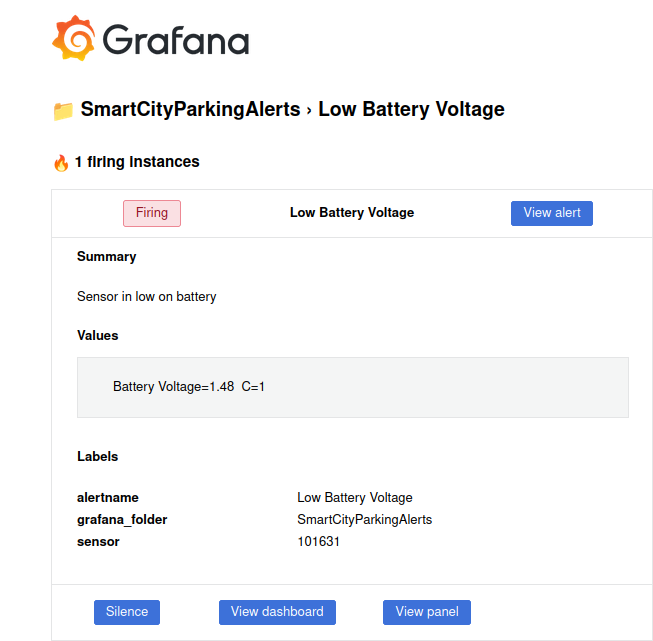 Grafana
SmartCityParkingAlerts › Low Battery Voltage
1 firing instances
Firing Low Battery Voltage View alert
Summary
Sensor in low on battery
Values
Battery Voltage=1.48 C=1
Labels
alertname Low Battery Voltage
grafana_folder SmartCityParkingAlerts
sensor 101631
Silence View dashboard View panel